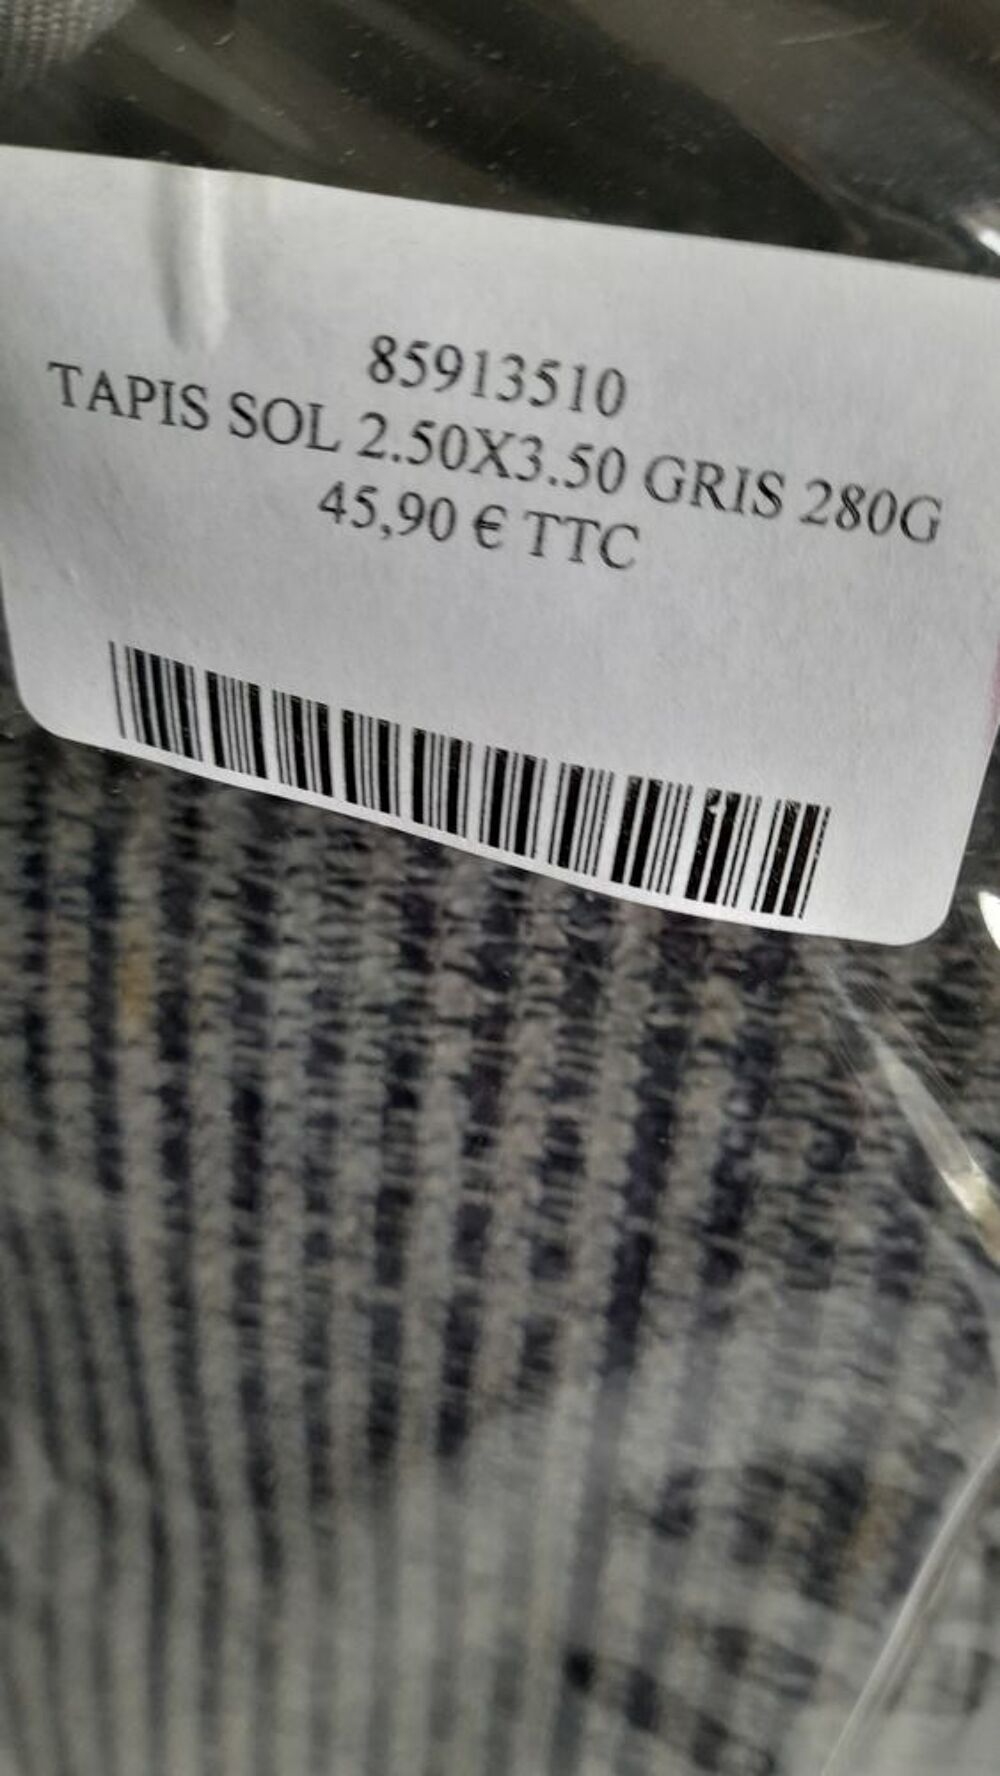 85913510
TAPIS SOL 2.50X3.50 GRIS 280G
45,90 € TTC